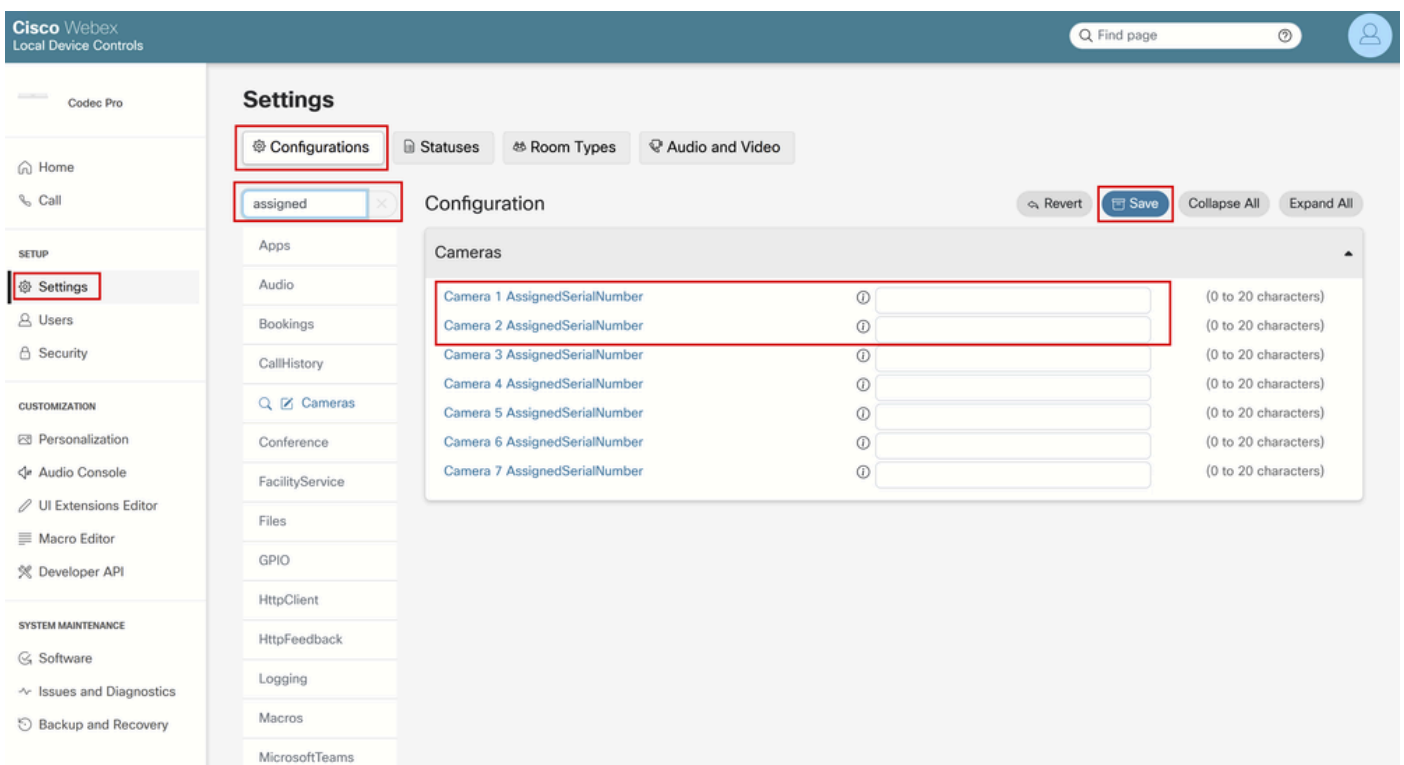 Cisco Webex
Local Device Controls
Find page
Codec Pro
Home
Call
SETUP
Settings
Users
Security
CUSTOMIZATION
Personalization
Audio Console
UI Extensions Editor
Macro Editor
Developer API
SYSTEM MAINTENANCE
Software
Issues and Diagnostics
Backup and Recovery
Settings
Configurations
Statuses
Room Types
Audio and Video
assigned
Apps
Audio
Bookings
CallHistory
Cameras
Conference
FacilityService
Files
GPIO
HttpClient
HttpFeedback
Logging
Macros
MicrosoftTeams
Configuration
Revert
Save
Collapse All
Expand All
Cameras
Camera 1 AssignedSerialNumber (0 to 20 characters)
Camera 2 AssignedSerialNumber (0 to 20 characters)
Camera 3 AssignedSerialNumber (0 to 20 characters)
Camera 4 AssignedSerialNumber (0 to 20 characters)
Camera 5 AssignedSerialNumber (0 to 20 characters)
Camera 6 AssignedSerialNumber (0 to 20 characters)
Camera 7 AssignedSerialNumber (0 to 20 characters)